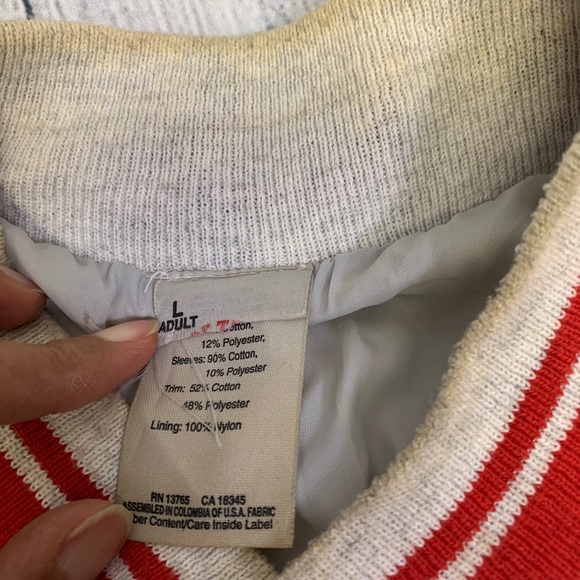 L
ADULT
Cotton,
12% Polyester,
Sleeves: 90% Cotton,
10% Polyester
Trim: 52% Cotton
48% Polyester
Lining: 100% Nylon
RN 13765 CA 18345
ASSEMBLED IN COLOMBIA OF U.S.A. FABRIC
ber Content/Care Inside Label